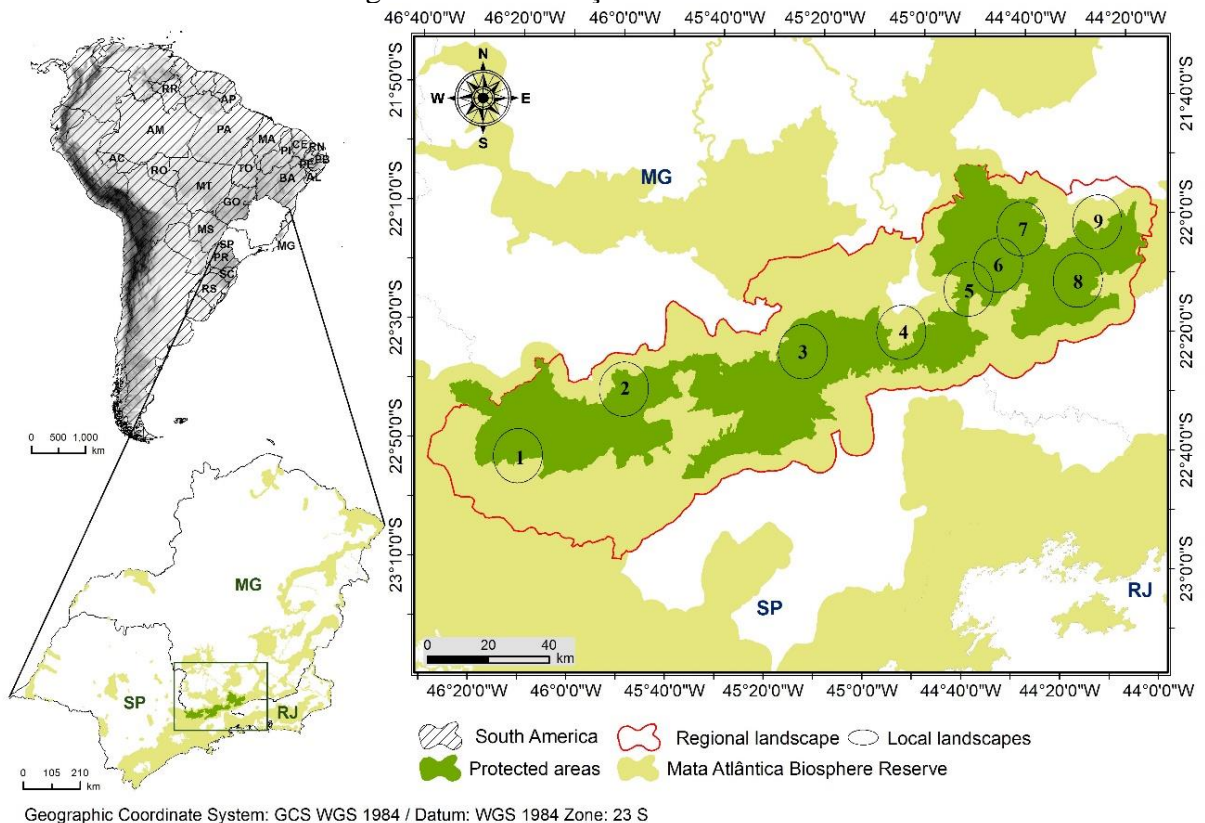 46°40'0"W 46°20'0"W 46°0'0"W 45°40'0"W 45°20'0"W 45°0'0"W 44°40'0"W 44°20'0"W
RR
AP
AM
PA
MA
CE
RN
PB
PI
PE
AL
AC
RO
TO
BA
MT
GO
MS
MG
SP
PR
SC
RS
0 500 1,000
km
MG
SP
RJ
0 105 210
km
N
W E
S
21°50'0"S
22°10'0"S
22°30'0"S
22°50'0"S
23°10'0"S
MG
1
2
3
4
5
6
7
8
9
SP
RJ
0 20 40
km
21°40'0"S
22°0'0"S
22°20'0"S
22°40'0"S
23°0'0"S
46°20'0"W 46°0'0"W 45°40'0"W 45°20'0"W 45°0'0"W 44°40'0"W 44°20'0"W 44°0'0"W
South America Regional landscape Local landscapes
Protected areas Mata Atlântica Biosphere Reserve
Geographic Coordinate System: GCS WGS 1984 / Datum: WGS 1984 Zone: 23 S